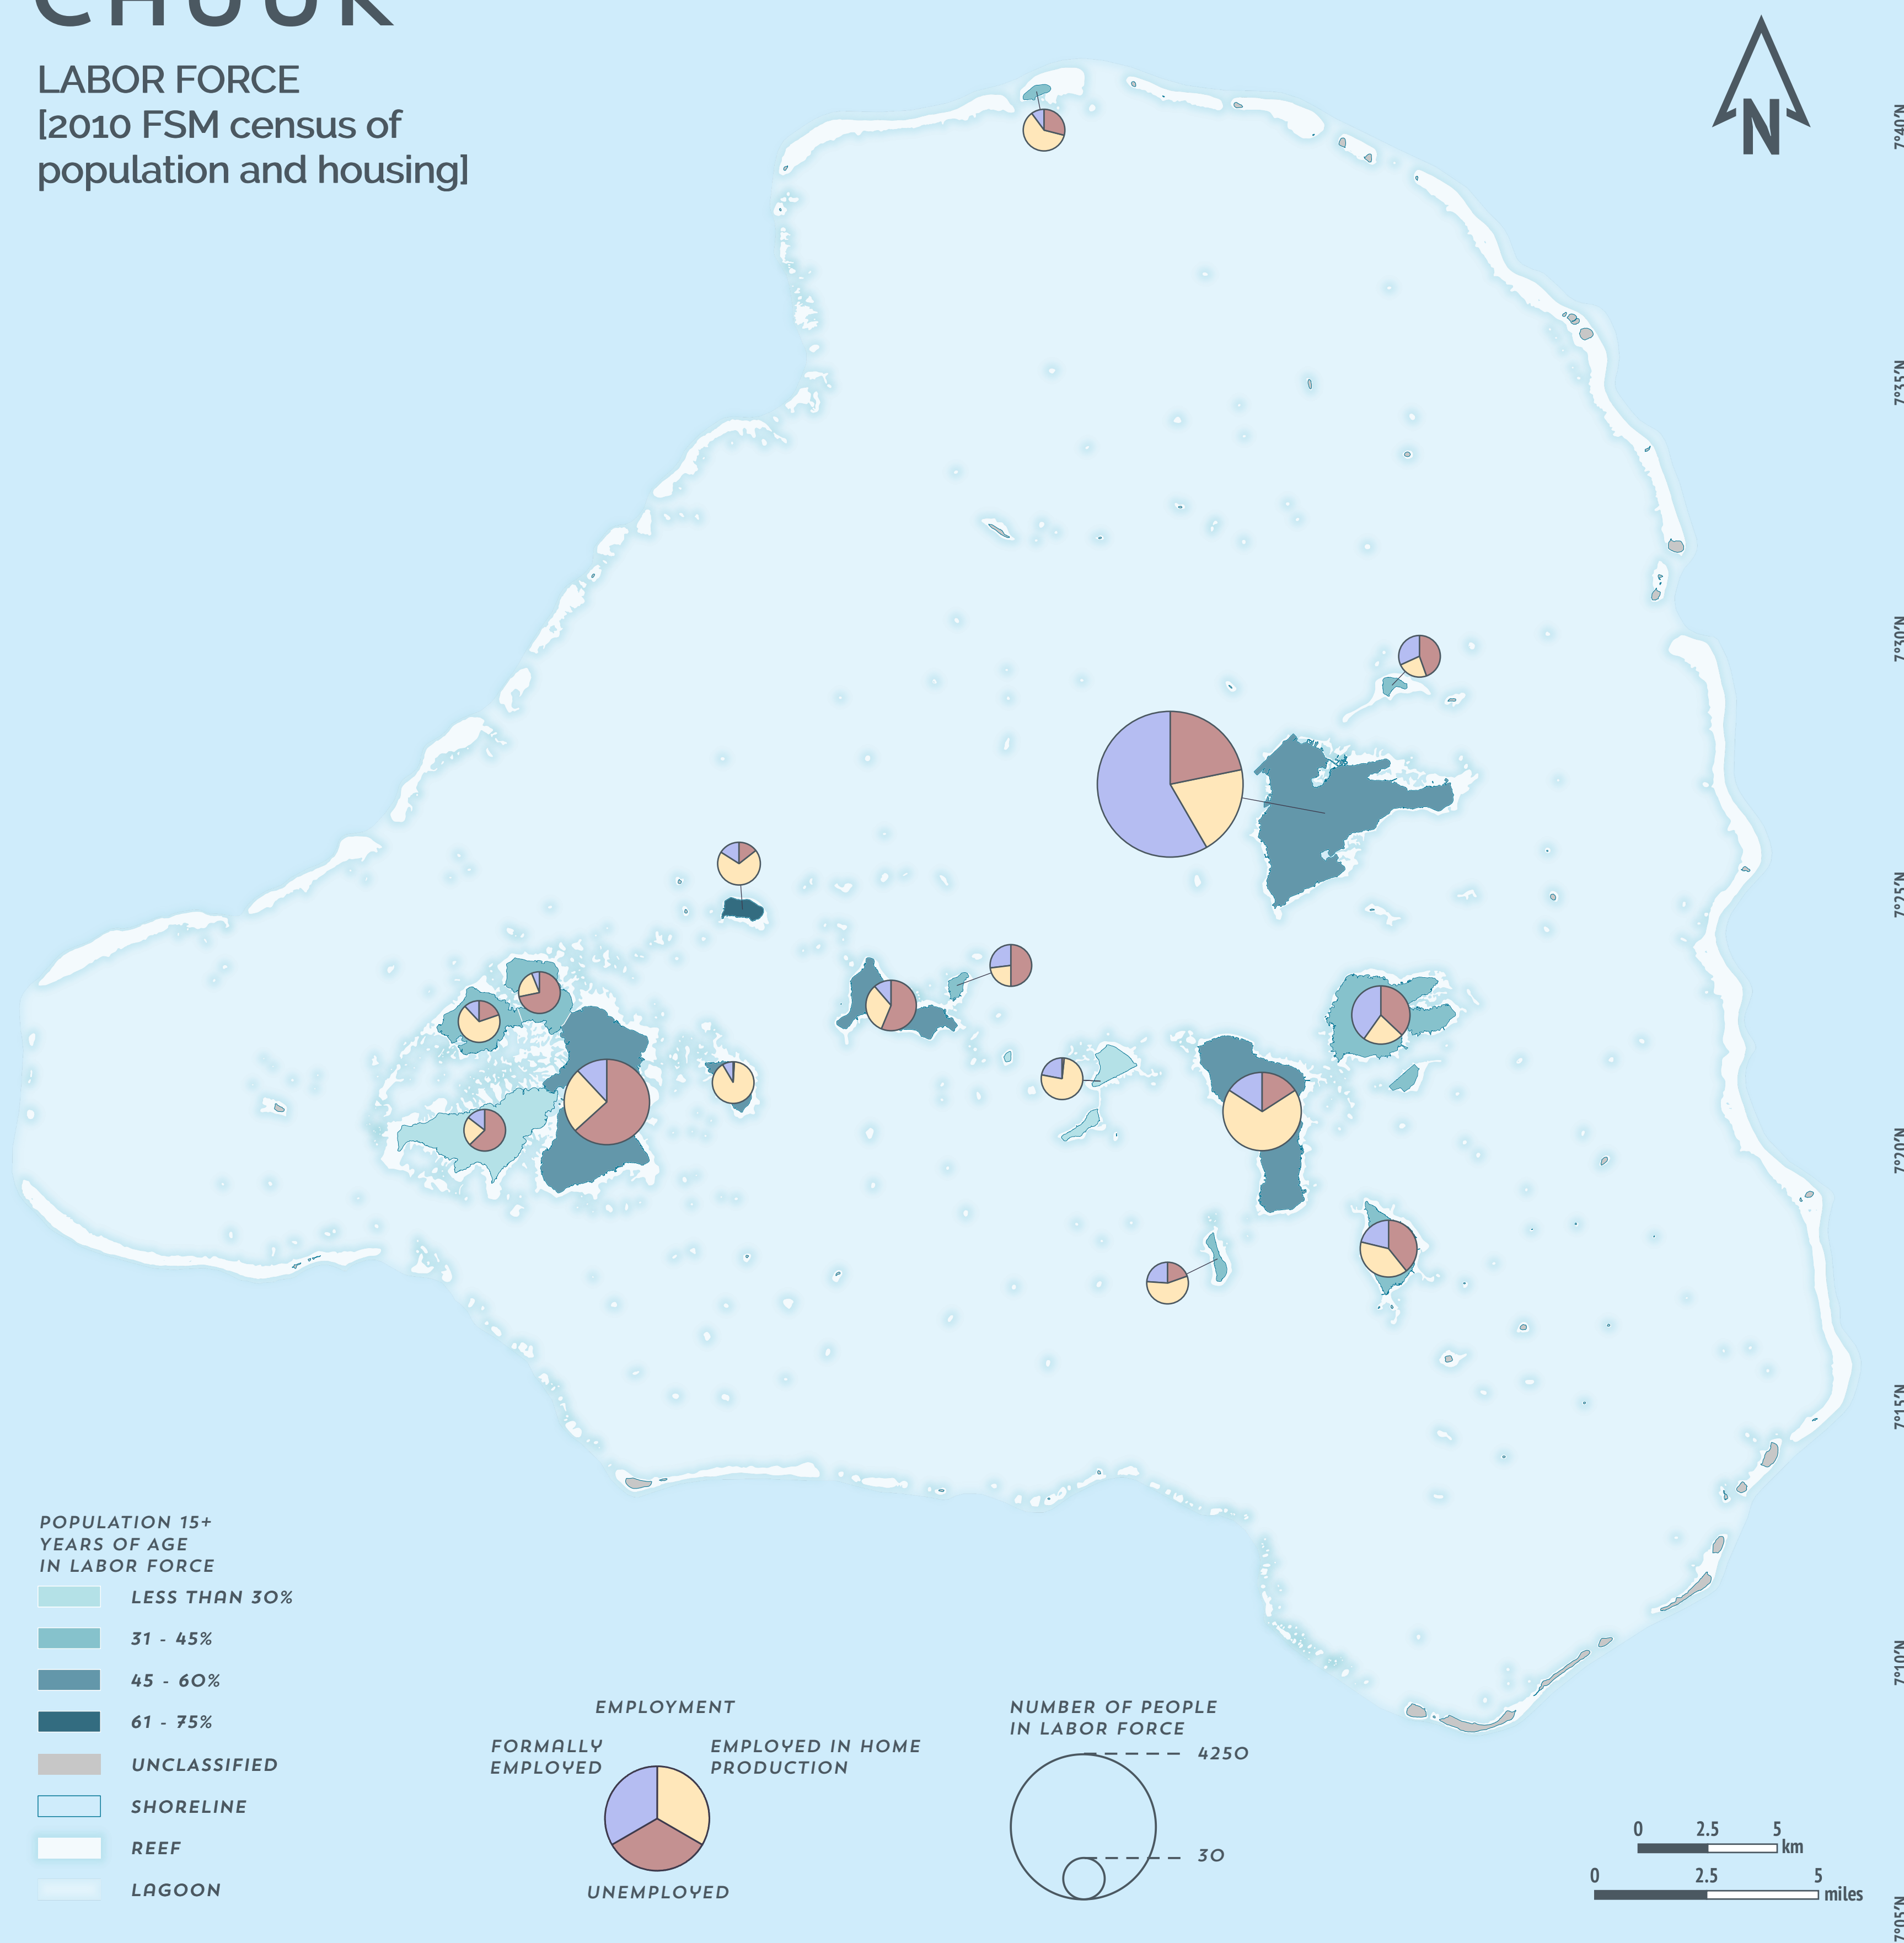 CHUUK
LABOR FORCE
[2010 FSM census of
population and housing]
N
7°40'N
7°35'N
7°30'N
7°25'N
7°20'N
7°15'N
7°10'N
7°05'N
POPULATION 15+
YEARS OF AGE
IN LABOR FORCE
LESS THAN 30%
31 - 45%
45 - 60%
61 - 75%
UNCLASSIFIED
SHORELINE
REEF
LAGOON
EMPLOYMENT
FORMALLY
EMPLOYED
EMPLOYED IN HOME
PRODUCTION
UNEMPLOYED
NUMBER OF PEOPLE
IN LABOR FORCE
4250
30
0 2.5 5
km
0 2.5 5
miles